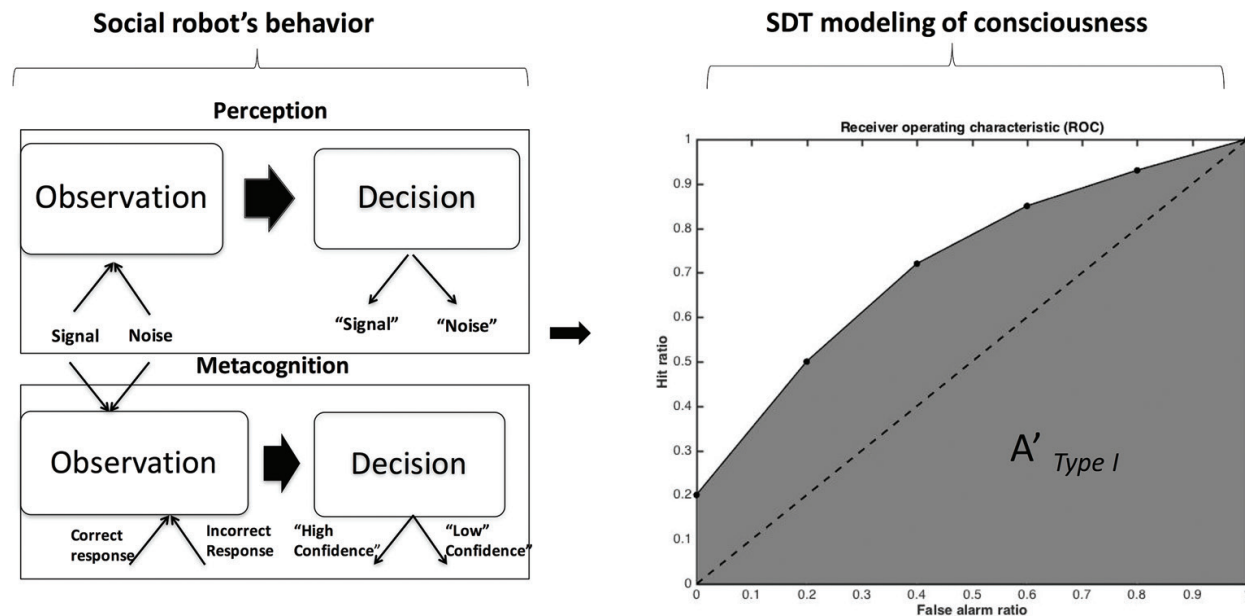 Social robot's behavior
Perception
Observation
Decision
Signal
Noise
“Signal”
“Noise”
Metacognition
Observation
Decision
Correct
response
Incorrect
Response
“High
Confidence”
“Low”
Confidence”
SDT modeling of consciousness
Receiver operating characteristic (ROC)
Hit ratio
1
0.9
0.8
0.7
0.6
0.5
0.4
0.3
0.2
0.1
0
A’ Type I
0
0.1
0.2
0.3
0.4
0.5
0.6
0.7
0.8
0.9
False alarm ratio